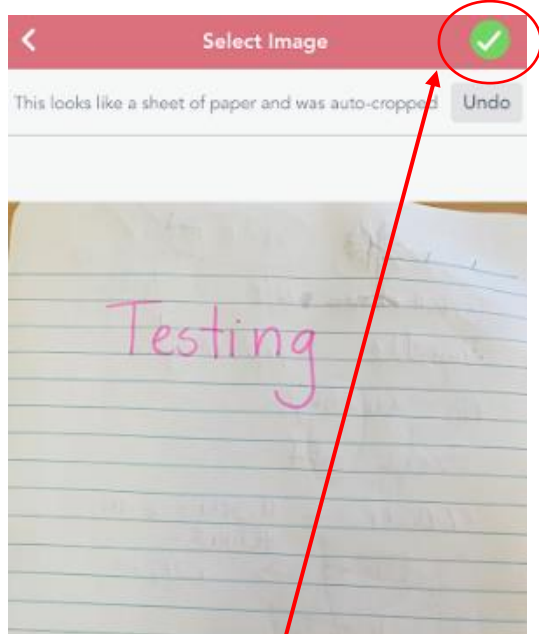 Select Image
This looks like a sheet of paper and was auto-cropped Undo
Testing